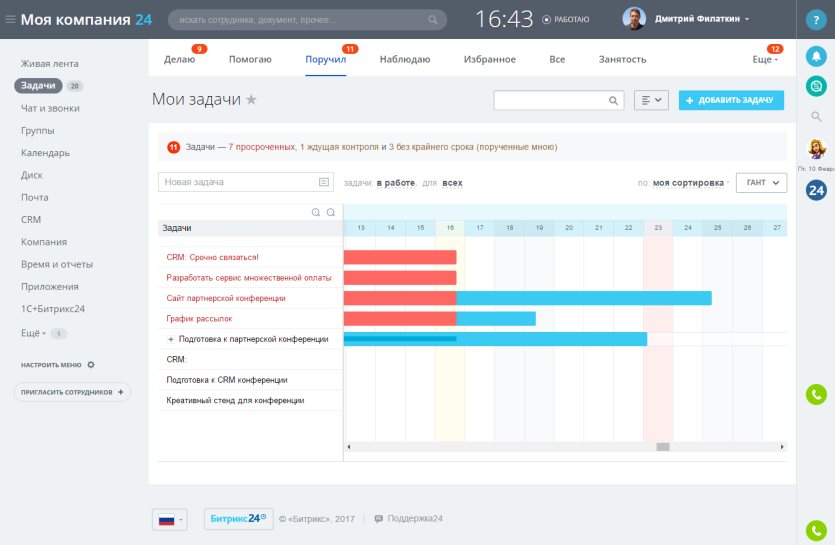 Моя компания 24
искать сотрудника, документ, прочее...
16:43
РАБОТАЮ
Дмитрий Филаткин
?
Живая лента
Задачи 20
Чат и звонки
Группы
Календарь
Диск
Почта
CRM
Компания
Время и отчеты
Приложения
1С+Битрикс24
Ещё 1
НАСТРОИТЬ МЕНЮ
ПРИГЛАСИТЬ СОТРУДНИКОВ +
9 11 12
Делаю Помогаю Поручил Наблюдаю Избранное Все Занятость Еще
Мои задачи
+ ДОБАВИТЬ ЗАДАЧУ
11 Задачи — 7 просроченных, 1 ждущая контроля и 3 без крайнего срока (порученные мною)
Новая задача
задачи: в работе, для всех
по: моя сортировка
ГАНТ
Задачи
13 14 15 16 17 18 19 20 21 22 23 24 25 26 27
CRM: Срочно связаться!
Разработать сервис множественной оплаты
Сайт партнерской конференции
График рассылок
+ Подготовка к партнерской конференции
CRM:
Подготовка к CRM конференции
Креативный стенд для конференции
Пт, 10 Февр
24
Битрикс24
© «Битрикс», 2017
Поддержка24